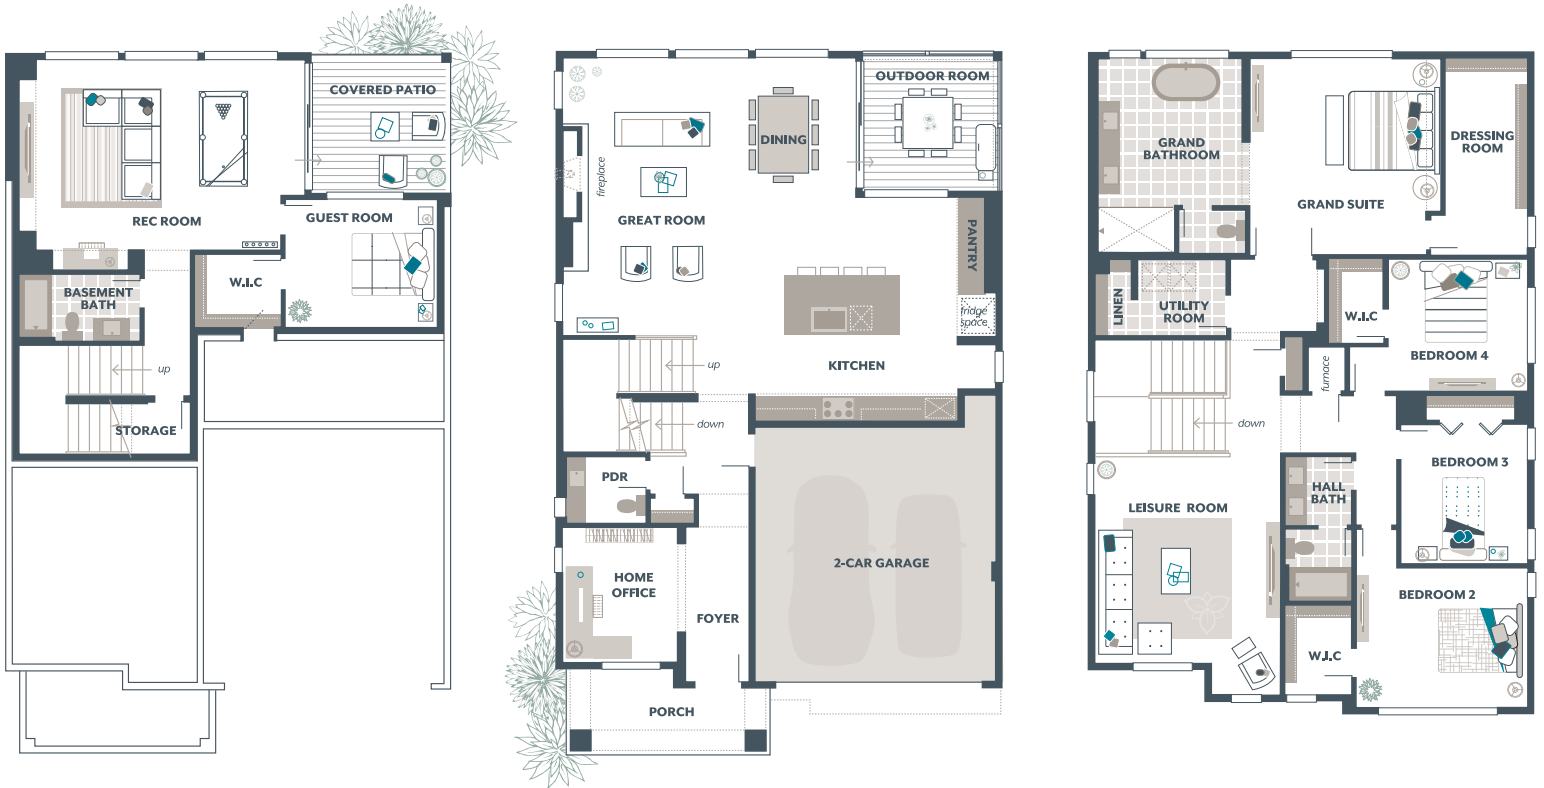 COVERED PATIO
REC ROOM
GUEST ROOM
W.I.C
BASEMENT
BATH
up
STORAGE
OUTDOOR ROOM
DINING
fireplace
GREAT ROOM
PANTRY
fridge
space
up
KITCHEN
down
PDR
HOME
OFFICE
2-CAR GARAGE
FOYER
PORCH
GRAND
BATHROOM
DRESSING
ROOM
GRAND SUITE
LINEN
UTILITY
ROOM
W.I.C
BEDROOM 4
furnace
down
BEDROOM 3
HALL
BATH
LEISURE ROOM
BEDROOM 2
W.I.C